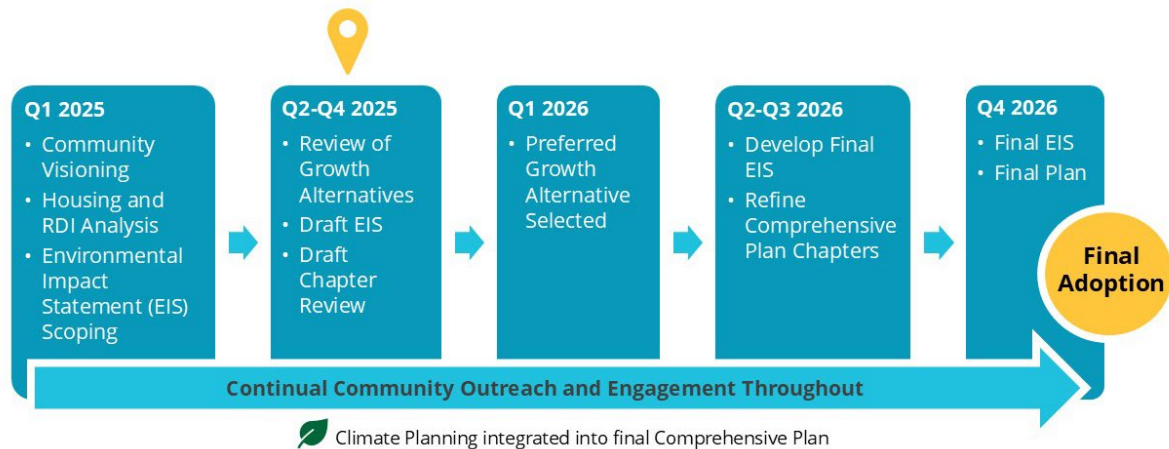 Q1 2025
• Community
Visioning
• Housing and
RDI Analysis
• Environmental
Impact
Statement (EIS)
Scoping
Q2-Q4 2025
• Review of
Growth
Alternatives
• Draft EIS
• Draft
Chapter
Review
Q1 2026
• Preferred
Growth
Alternative
Selected
Q2-Q3 2026
• Develop Final
EIS
• Refine
Comprehensive
Plan Chapters
Q4 2026
• Final EIS
• Final Plan
Final
Adoption
Continual Community Outreach and Engagement Throughout
Climate Planning integrated into final Comprehensive Plan